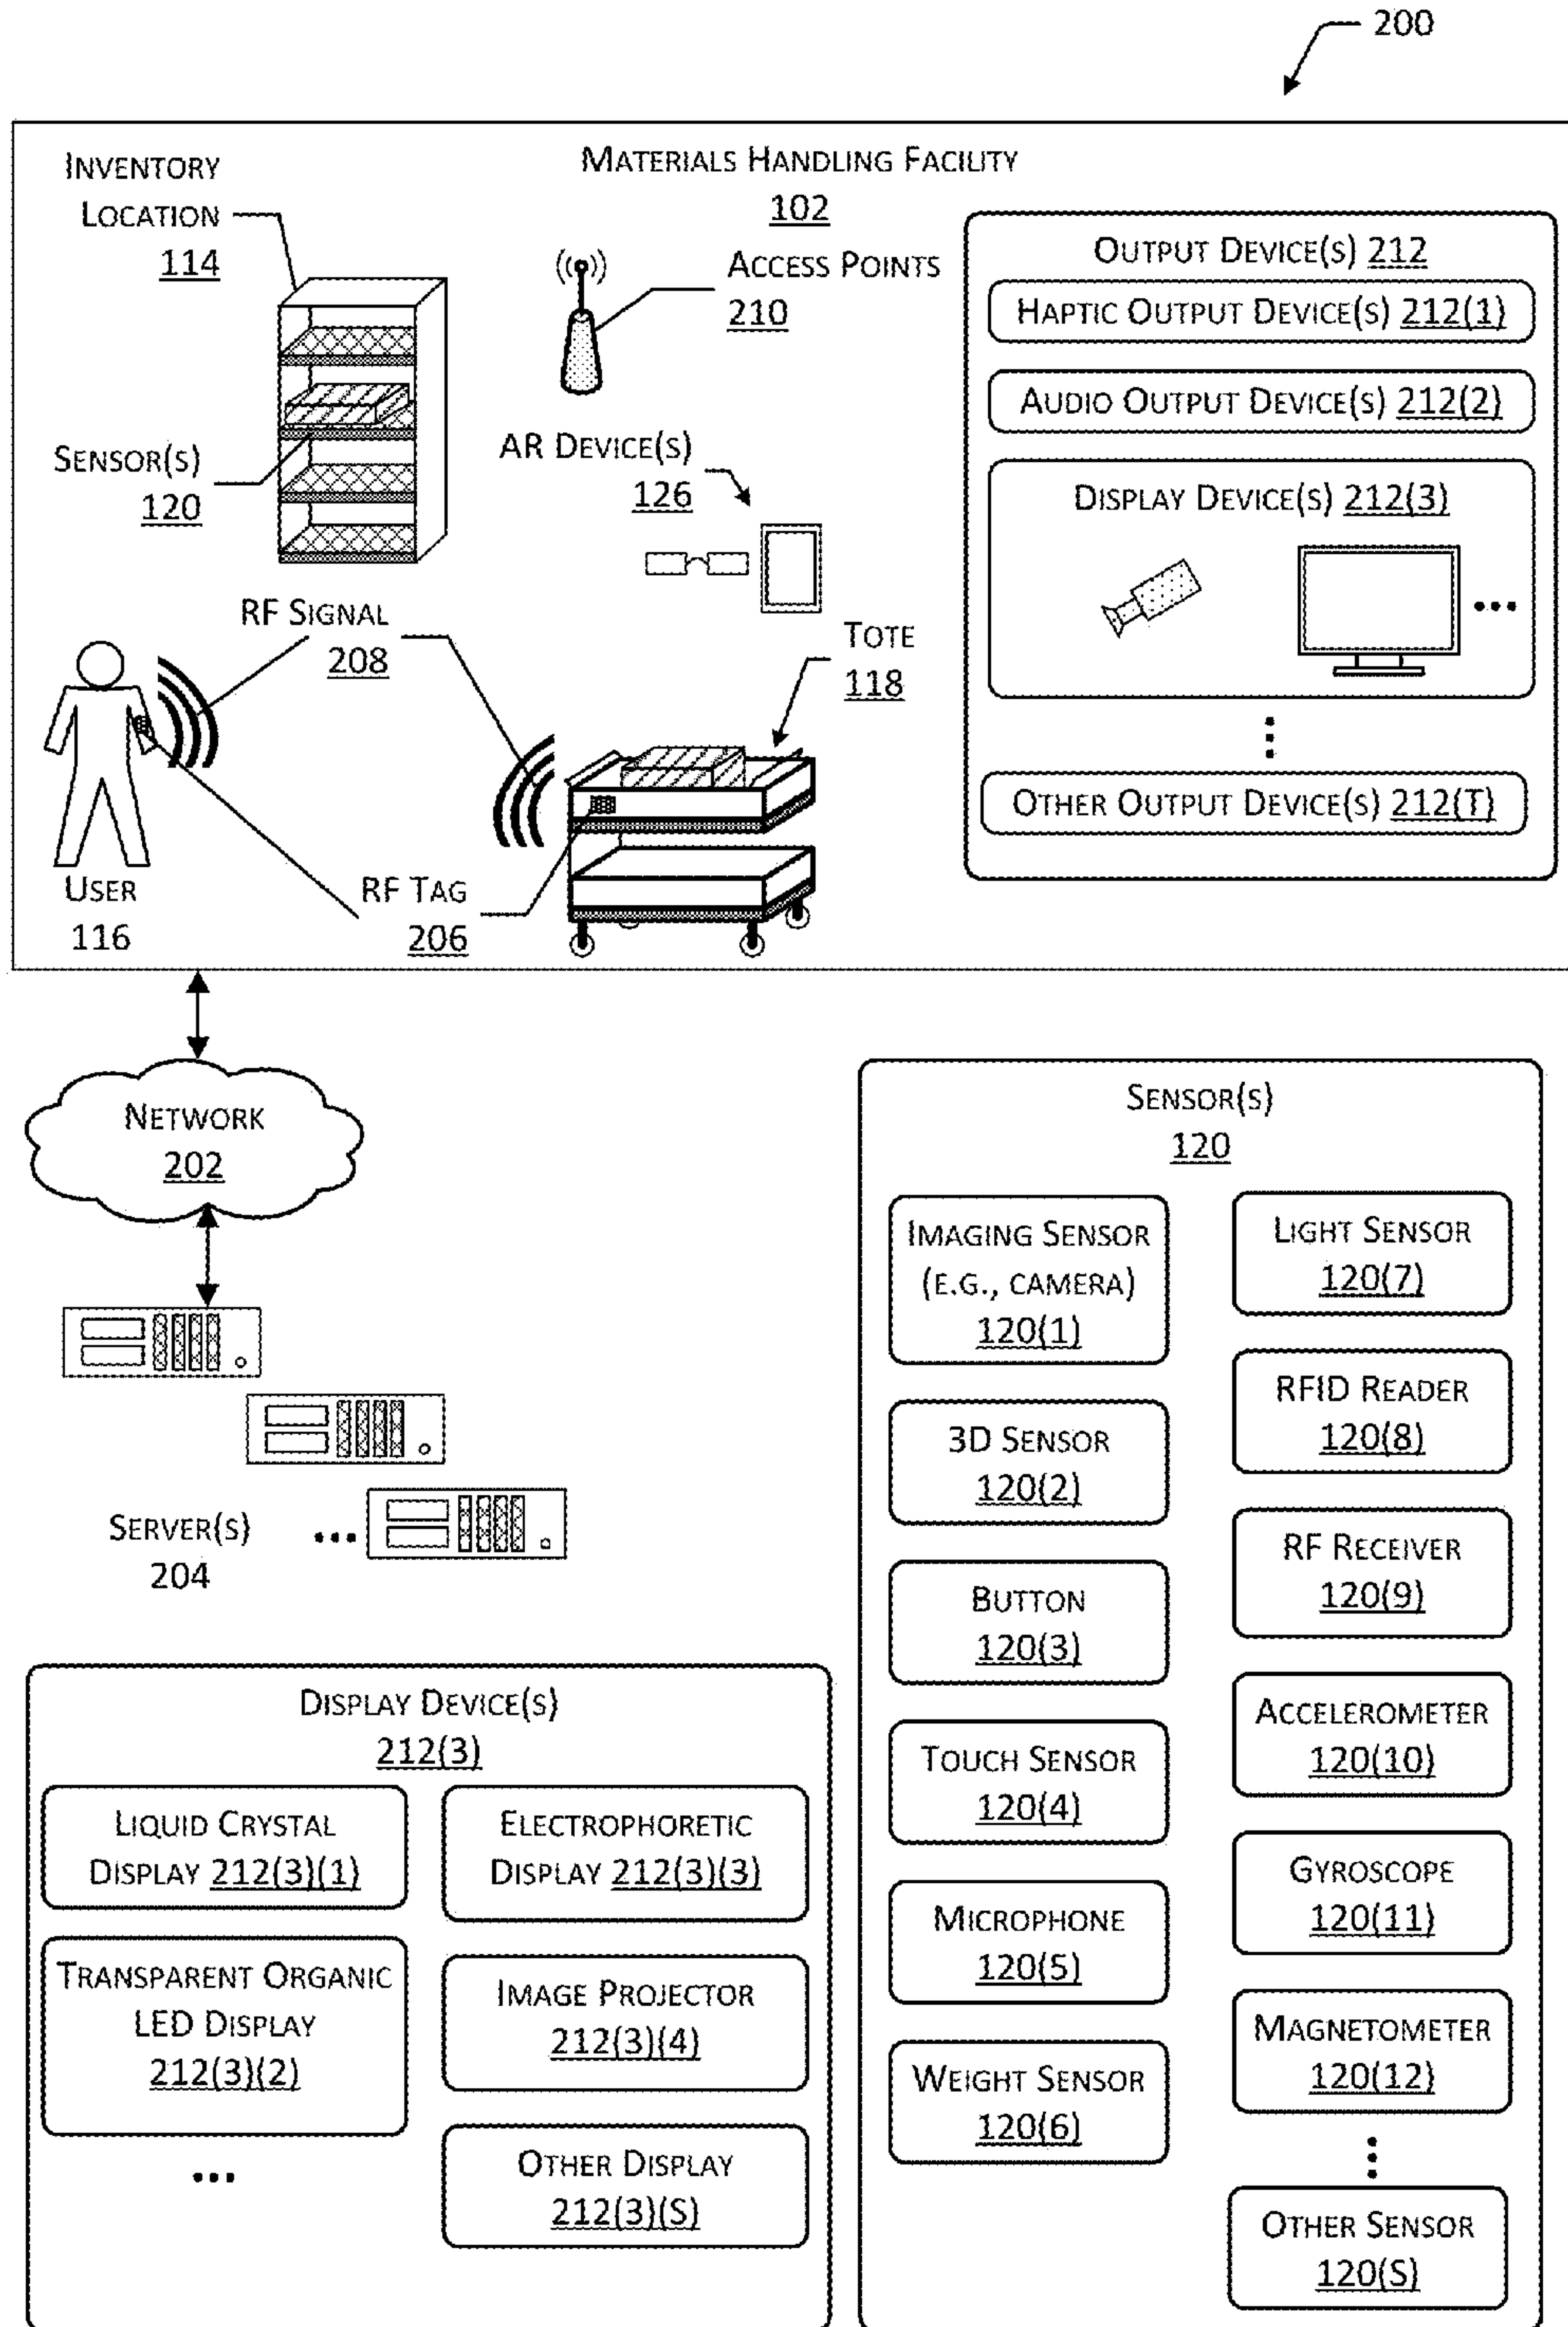 200
INVENTORY
LOCATION
114
MATERIALS HANDLING FACILITY
102
ACCESS POINTS
210
SENSOR(S)
120
AR DEVICE(S)
126
RF SIGNAL
208
TOTE
118
USER
116
RF TAG
206
OUTPUT DEVICE(S) 212
HAPTIC OUTPUT DEVICE(S) 212(1)
AUDIO OUTPUT DEVICE(S) 212(2)
DISPLAY DEVICE(S) 212(3)
...
OTHER OUTPUT DEVICE(S) 212(T)
NETWORK
202
SERVER(S)
204
...
DISPLAY DEVICE(S)
212(3)
LIQUID CRYSTAL
DISPLAY 212(3)(1)
TRANSPARENT ORGANIC
LED DISPLAY
212(3)(2)
...
ELECTROPHORETIC
DISPLAY 212(3)(3)
IMAGE PROJECTOR
212(3)(4)
OTHER DISPLAY
212(3)(S)
SENSOR(S)
120
IMAGING SENSOR
(E.G., CAMERA)
120(1)
3D SENSOR
120(2)
BUTTON
120(3)
TOUCH SENSOR
120(4)
MICROPHONE
120(5)
WEIGHT SENSOR
120(6)
LIGHT SENSOR
120(7)
RFID READER
120(8)
RF RECEIVER
120(9)
ACCELEROMETER
120(10)
GYROSCOPE
120(11)
MAGNETOMETER
120(12)
OTHER SENSOR
120(S)